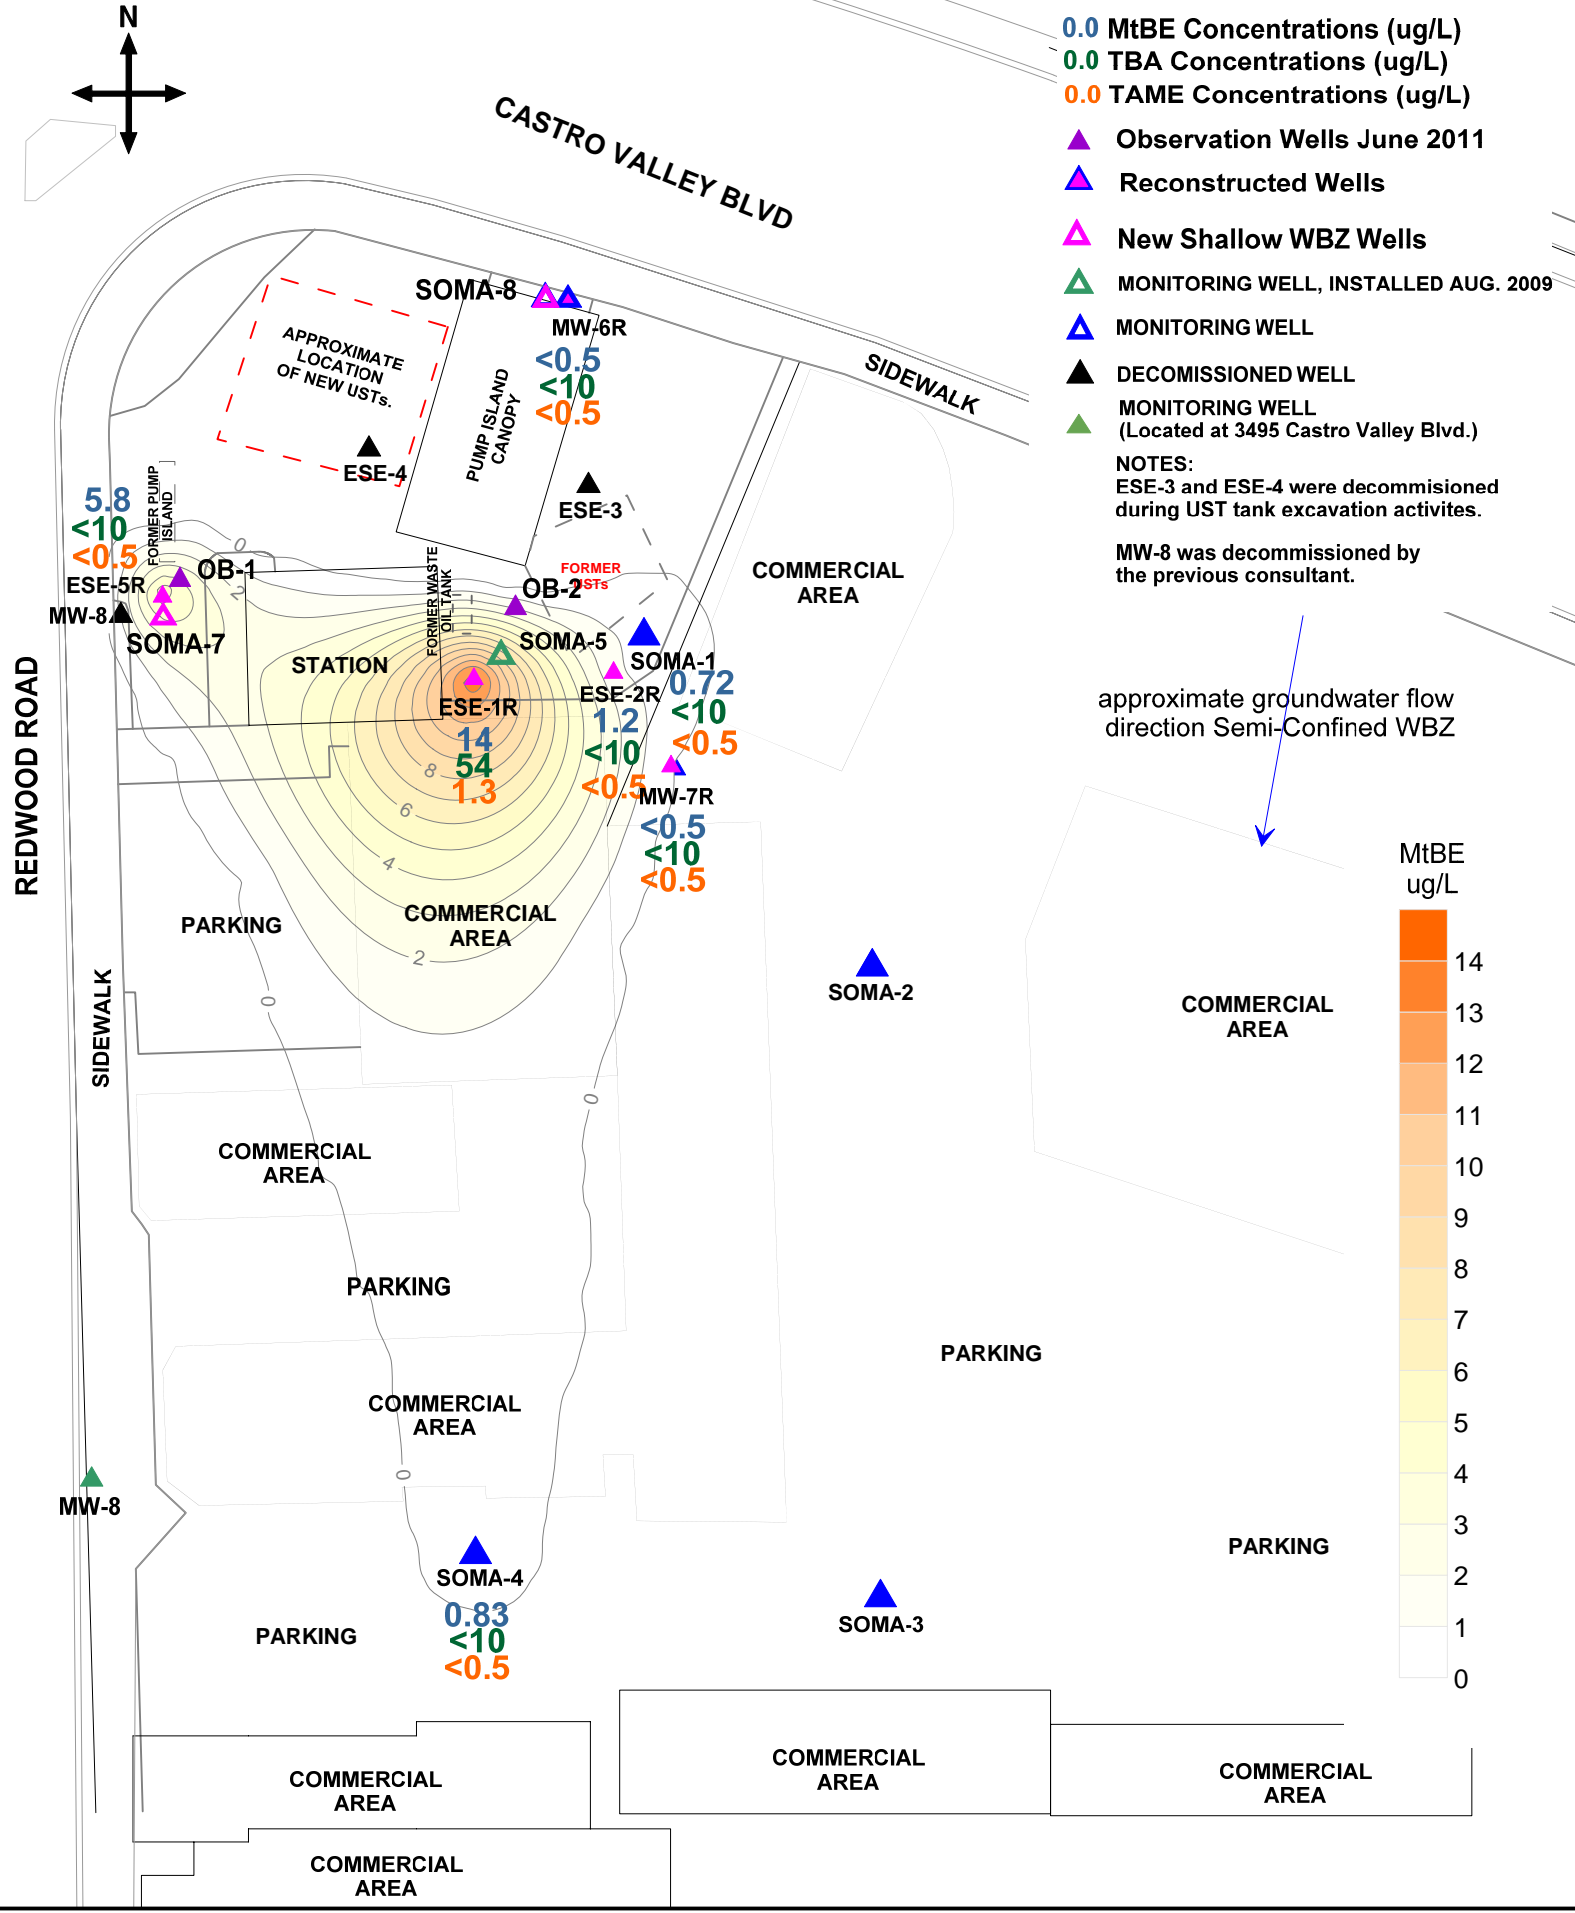 N
0.0 MtBE Concentrations (ug/L)
0.0 TBA Concentrations (ug/L)
0.0 TAME Concentrations (ug/L)
Observation Wells June 2011
Reconstructed Wells
New Shallow WBZ Wells
MONITORING WELL, INSTALLED AUG. 2009
MONITORING WELL
DECOMISSIONED WELL
MONITORING WELL
(Located at 3495 Castro Valley Blvd.)
NOTES:
ESE-3 and ESE-4 were decommisioned
during UST tank excavation activites.
MW-8 was decommissioned by
the previous consultant.
CASTRO VALLEY BLVD
SIDEWALK
SOMA-8
MW-6R
<0.5
<10
<0.5
APPROXIMATE
LOCATION
OF NEW USTs.
PUMP ISLAND
CANOPY
ESE-4
ESE-3
5.8
<10
<0.5
FORMER PUMP
ISLAND
0
2
ESE-5R
OB-1
MW-8
SOMA-7
FORMER WASTE
OIL TANK
FORMER
USTs
OB-2
SOMA-5
STATION
SOMA-1
0.72
<10
<0.5
ESE-2R
1.2
<10
<0.5
ESE-1R
14
54
1.3
MW-7R
<0.5
<10
<0.5
COMMERCIAL
AREA
approximate groundwater flow
direction Semi-Confined WBZ
REDWOOD ROAD
8
6
4
2
PARKING
COMMERCIAL
AREA
SIDEWALK
0
0
SOMA-2
COMMERCIAL
AREA
MtBE
ug/L
14
13
12
11
10
9
8
7
6
5
4
3
2
1
0
COMMERCIAL
AREA
PARKING
PARKING
COMMERCIAL
AREA
0
MW-8
SOMA-4
0.83
<10
<0.5
PARKING
PARKING
SOMA-3
COMMERCIAL
AREA
COMMERCIAL
AREA
COMMERCIAL
AREA
COMMERCIAL
AREA